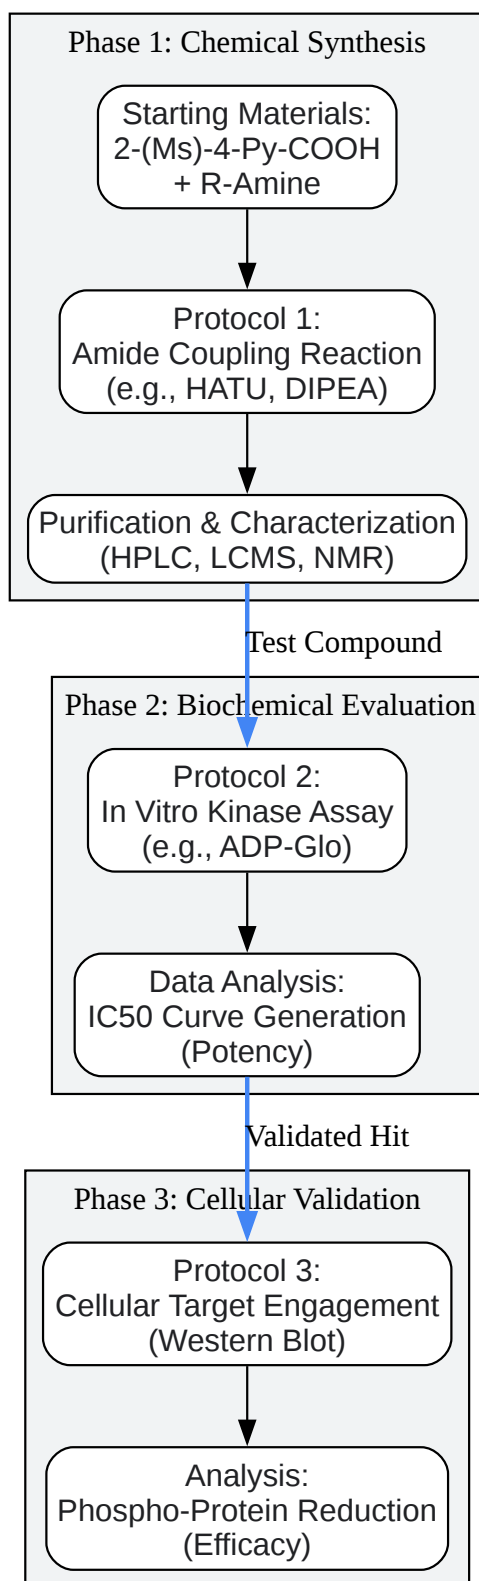 Phase 1: Chemical Synthesis
Starting Materials:
2-(Ms)-4-Py-COOH
+ R-Amine
Protocol 1:
Amide Coupling Reaction
(e.g., HATU, DIPEA)
Purification & Characterization
(HPLC, LCMS, NMR)
Test Compound
Phase 2: Biochemical Evaluation
Protocol 2:
In Vitro Kinase Assay
(e.g., ADP-Glo)
Data Analysis:
IC50 Curve Generation
(Potency)
Validated Hit
Phase 3: Cellular Validation
Protocol 3:
Cellular Target Engagement
(Western Blot)
Analysis:
Phospho-Protein Reduction
(Efficacy)